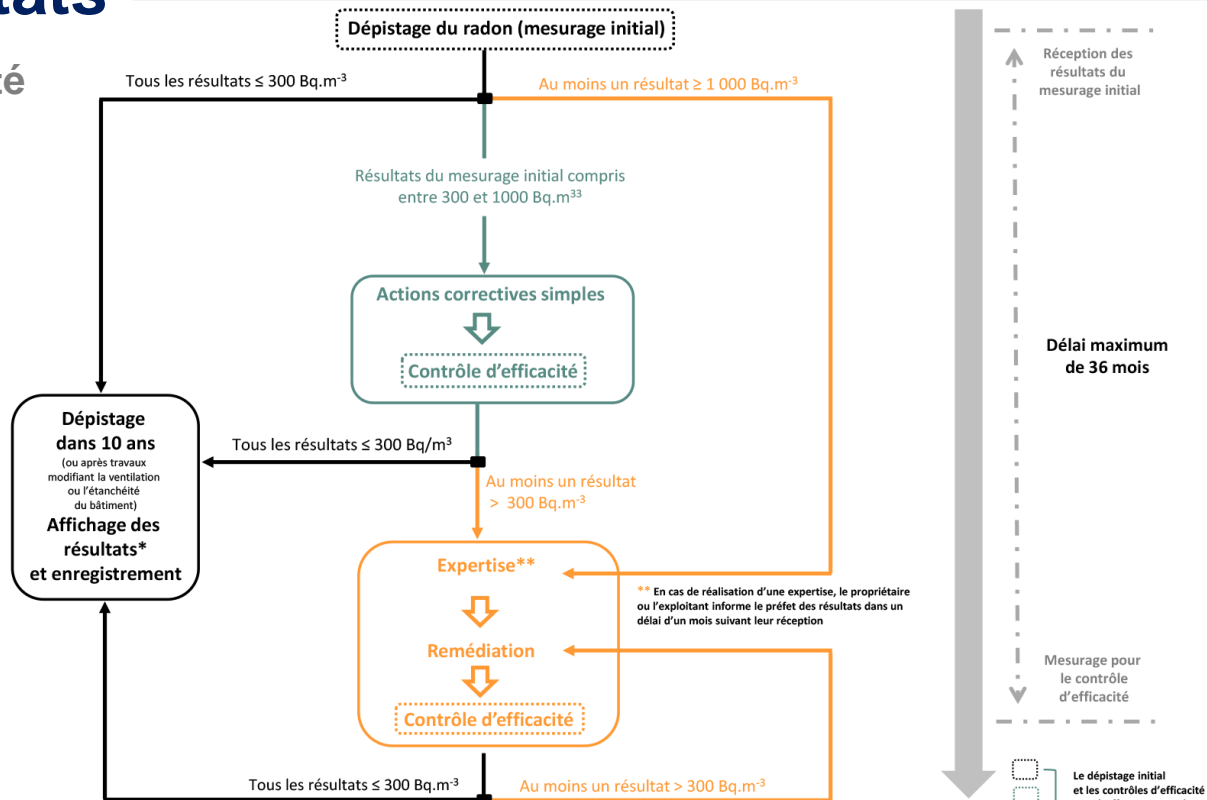 tats
té
Dépistage du radon (mesurage initial)
Tous les résultats ≤ 300 Bq.m⁻³
Au moins un résultat ≥ 1 000 Bq.m⁻³
Résultats du mesurage initial compris
entre 300 et 1000 Bq.m³³
Actions correctives simples
Contrôle d’efficacité
Tous les résultats ≤ 300 Bq/m³
Au moins un résultat
> 300 Bq.m⁻³
Dépistage
dans 10 ans
(ou après travaux
modifiant la ventilation
ou l’étanchéité
du bâtiment)
Affichage des
résultats*
et enregistrement
Expertise**
** En cas de réalisation d’une expertise, le propriétaire
ou l’exploitant informe le préfet des résultats dans un
délai d’un mois suivant leur réception
Remédiation
Contrôle d’efficacité
Tous les résultats ≤ 300 Bq.m⁻³
Au moins un résultat > 300 Bq.m⁻³
Réception des
résultats du
mesurage initial
Délai maximum
de 36 mois
Mesurage pour
le contrôle
d’efficacité
Le dépistage initial
et les contrôles d’efficacité